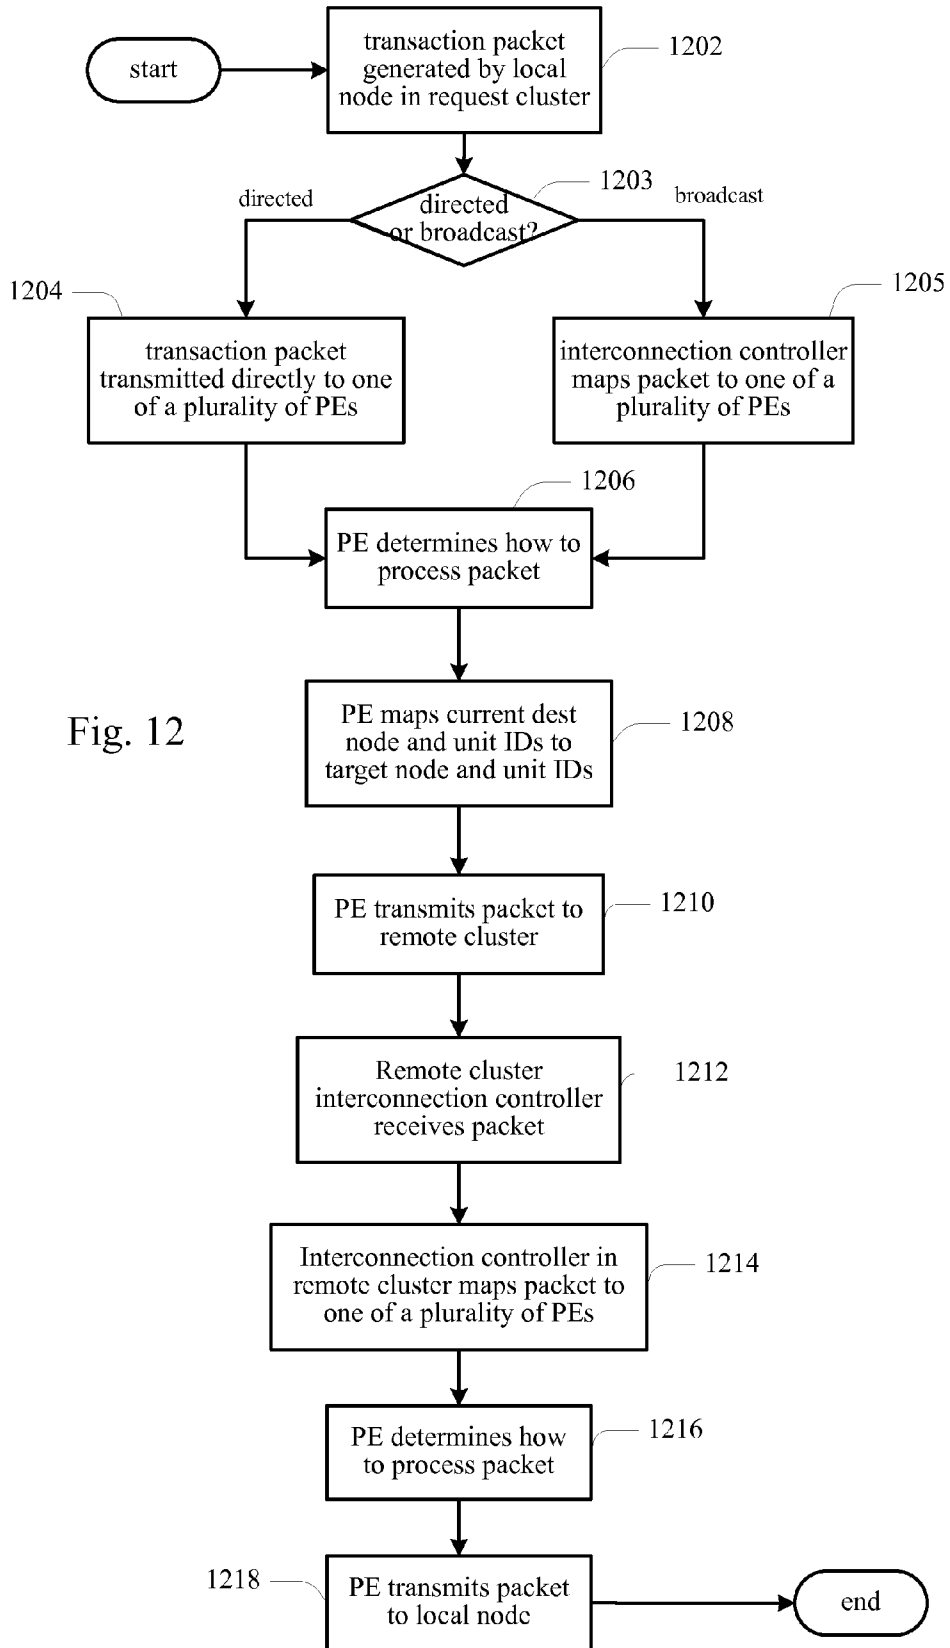 start
transaction packet
generated by local
node in request cluster
1202
1203
directed
directed
or broadcast?
broadcast
1204
1205
transaction packet
transmitted directly to one
of a plurality of PEs
interconnection controller
maps packet to one of a
plurality of PEs
1206
PE determines how to
process packet
Fig. 12
PE maps current dest
node and unit IDs to
target node and unit IDs
1208
PE transmits packet to
remote cluster
1210
Remote cluster
interconnection controller
receives packet
1212
Interconnection controller in
remote cluster maps packet to
one of a plurality of PEs
1214
PE determines how
to process packet
1216
1218
PE transmits packet
to local node
end